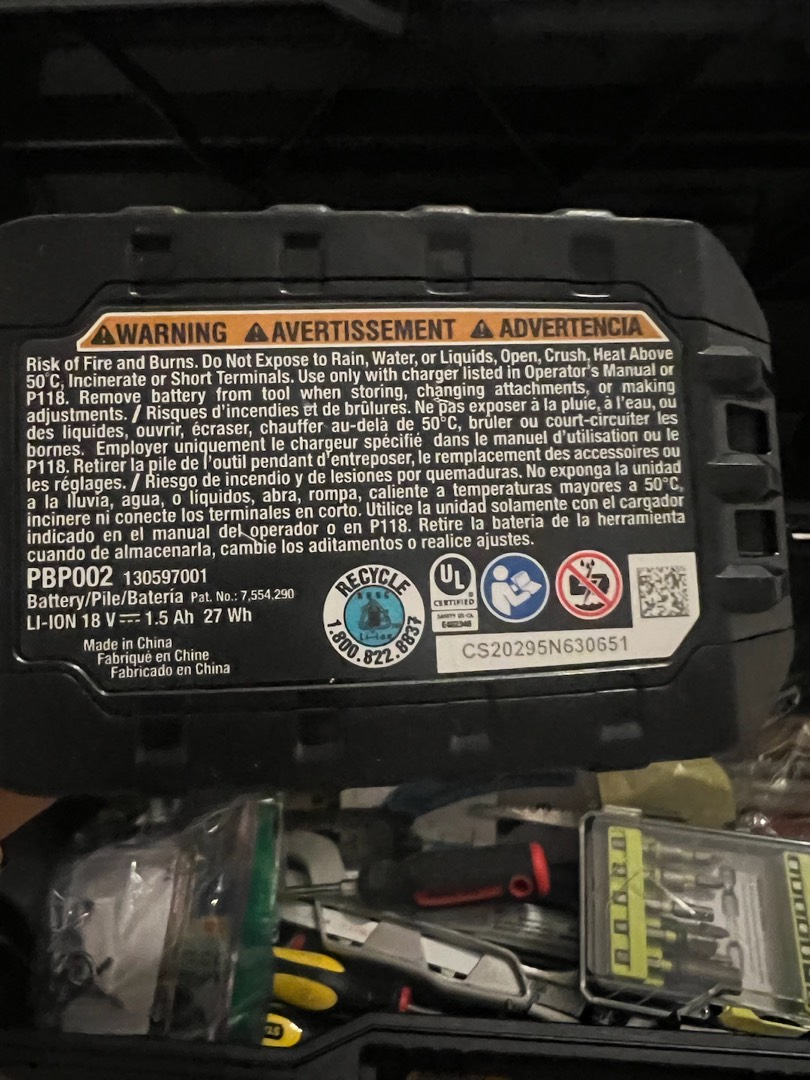 WARNING AVERTISSEMENT ADVERTENCIA
Risk of Fire and Burns. Do Not Expose to Rain, Water, or Liquids, Open, Crush, Heat Above
50°C, Incinerate or Short Terminals. Use only with charger listed in Operator's Manual or
P118. Remove battery from tool when storing, changing attachments, or making
adjustments. / Risques d'incendies et de brûlures. Ne pas exposer à la pluie, à l'eau, ou
des liquides, ouvrir, écraser, chauffer au-delà de 50°C, brûler ou court-circuiter les
bornes. Employer uniquement le chargeur spécifié dans le manuel d'utilisation ou le
P118. Retirer la pile de l'outil pendant d'entreposer, le remplacement des accessoires ou
les réglages. / Riesgo de incendio y de lesiones por quemaduras. No exponga la unidad
a la lluvia, agua, o líquidos, abra, rompa, caliente a temperaturas mayores a 50°C,
incinere ni conecte los terminales en corto. Utilice la unidad solamente con el cargador
indicado en el manual del operador o en P118. Retire la batería de la herramienta
cuando de almacenarla, cambie los aditamentos o realice ajustes.
PBP002 130597001
Battery/Pile/Batería Pat. No.: 7,554,290
LI-ION 18 V 1.5 Ah 27 Wh
Made in China
Fabriqué en Chine
Fabricado en China
RECYCLE
Li-ion
1.800.822.8837
UL
CERTIFIED
CS20295N630651